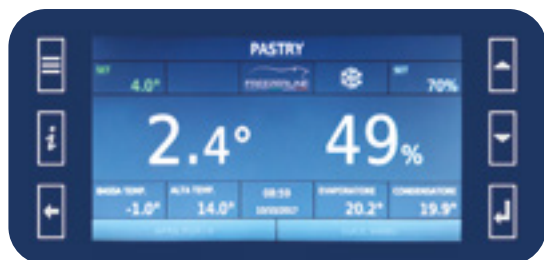 PASTRY
SET 4.0° SET 70%
2.4° 49%
BASSA TEMP. ALTA TEMP. 08:59 EVAPORATORE CONDENSATORE
-1.0° 14.0° 20.2° 19.9°